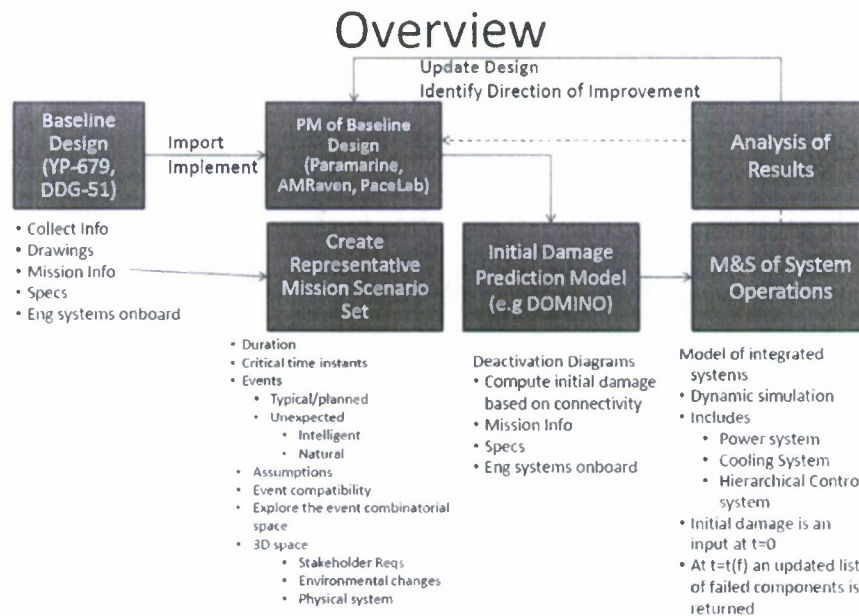 Overview
Update Design
Identify Direction of Improvement
Baseline
Design
(YP-679,
DDG-51)
Import
Implement
PM of Baseline
Design
(Paramarine,
AMRaven, PaceLab)
Analysis of
Results
• Collect Info
• Drawings
• Mission Info
• Specs
• Eng systems onboard
Create
Representative
Mission Scenario
Set
Initial Damage
Prediction Model
(e.g DOMINO)
M&S of System
Operations
• Duration
• Critical time instants
• Events
• Typical/planned
• Unexpected
• Intelligent
• Natural
• Assumptions
• Event compatibility
• Explore the event combinatorial
space
• 3D space
• Stakeholder Reqs
• Environmental changes
• Physical system
Deactivation Diagrams
• Compute initial damage
based on connectivity
• Mission Info
• Specs
• Eng systems onboard
Model of integrated
systems
• Dynamic simulation
• Includes
• Power system
• Cooling System
• Hierarchical Control
system
• Initial damage is an
input at t=0
• At t=t(f) an updated list
of failed components is
returned